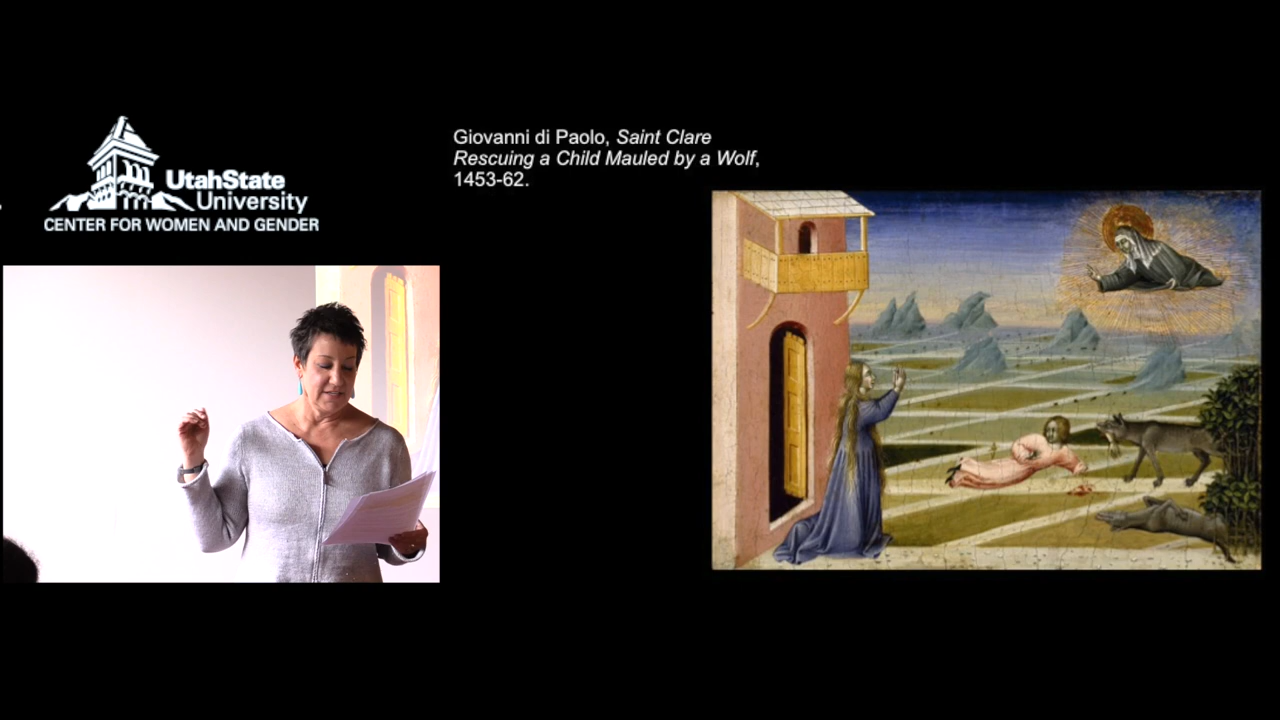 UtahState
University
CENTER FOR WOMEN AND GENDER
Giovanni di Paolo, Saint Clare
Rescuing a Child Mauled by a Wolf,
1453-62.